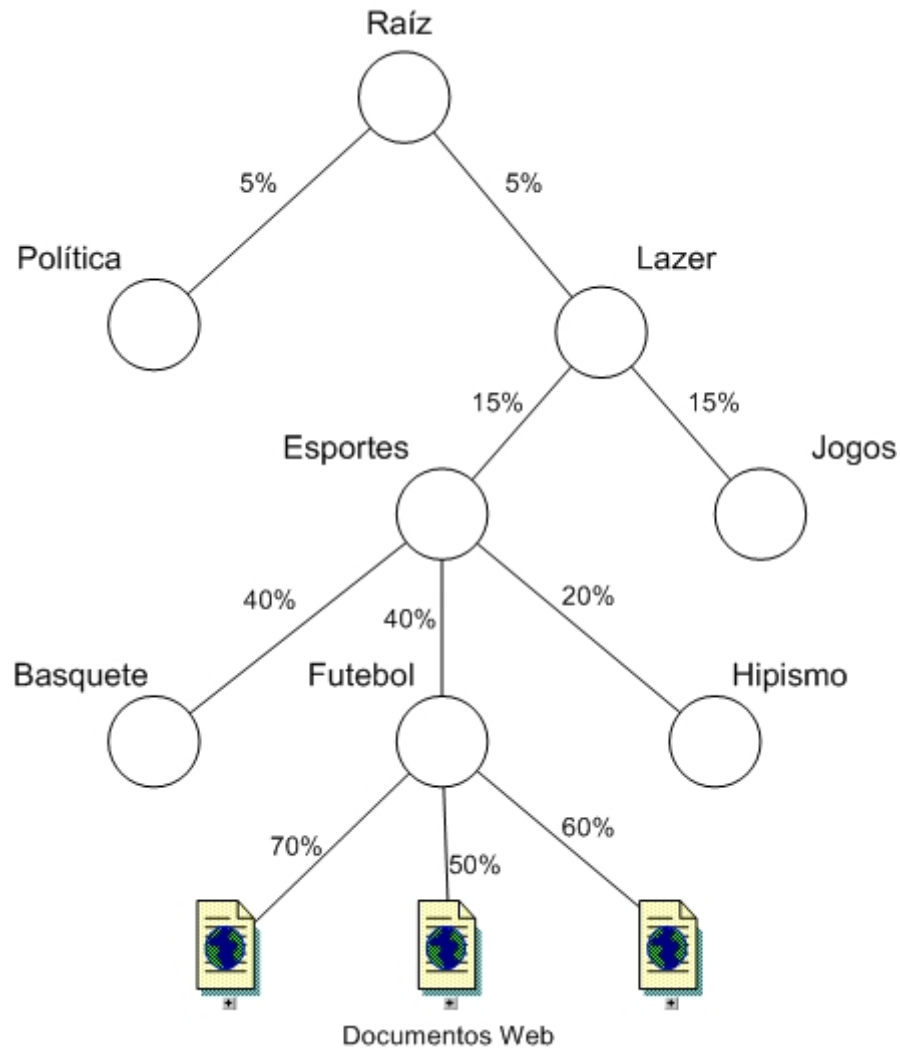 Raíz
5%
5%
Política
Lazer
15%
15%
Esportes
Jogos
40%
40%
20%
Basquete
Futebol
Hipismo
70%
50%
60%
Documentos Web